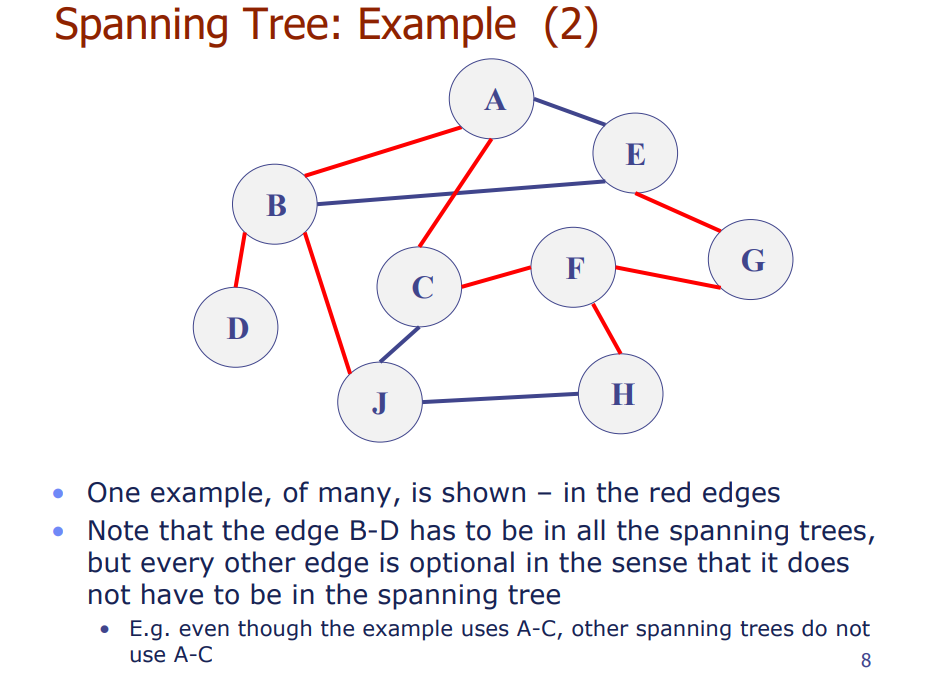 Spanning Tree: Example (2)
A
E
B
G
F
C
D
H
J
• One example, of many, is shown – in the red edges
• Note that the edge B-D has to be in all the spanning trees,
but every other edge is optional in the sense that it does
not have to be in the spanning tree
• E.g. even though the example uses A-C, other spanning trees do not
use A-C
8